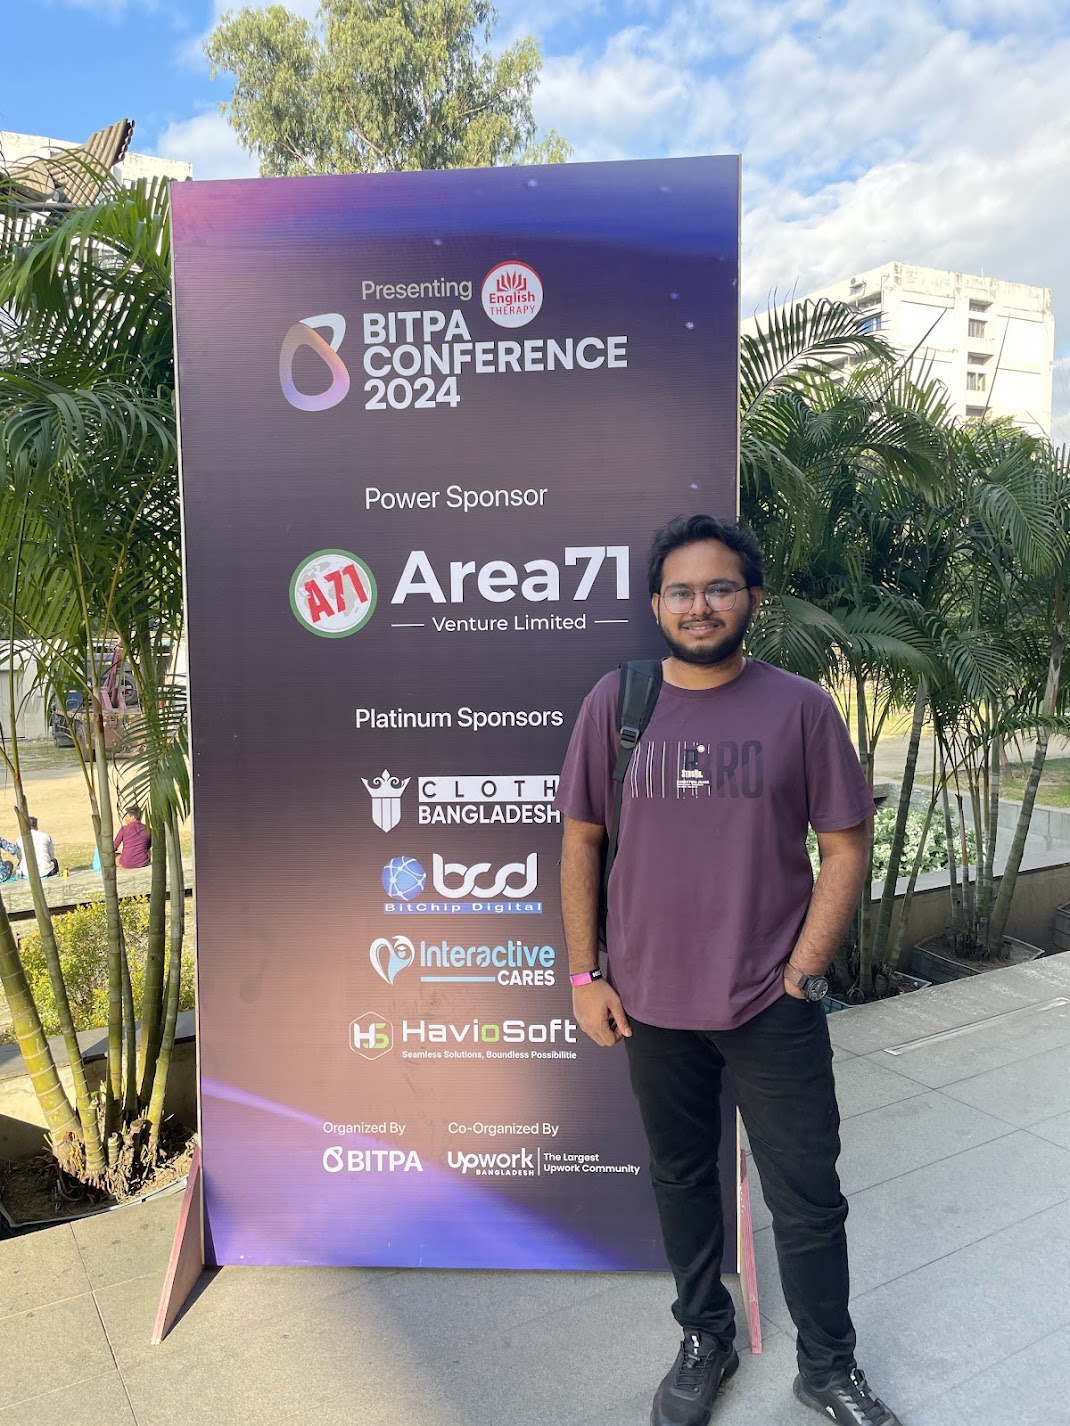 Presenting
English
THERAPY
BITPA
CONFERENCE
2024
Power Sponsor
A71
Area71
Venture Limited
Platinum Sponsors
CLOTH
BANGLADESH
bcd
BitChip Digital
Interactive
CARES
HS
HavioSoft
Seamless Solutions, Boundless Possibilitie
Organized By
BITPA
Co-Organized By
Upwork
BANGLADESH
The Largest
Upwork Community
RO
STRONG.